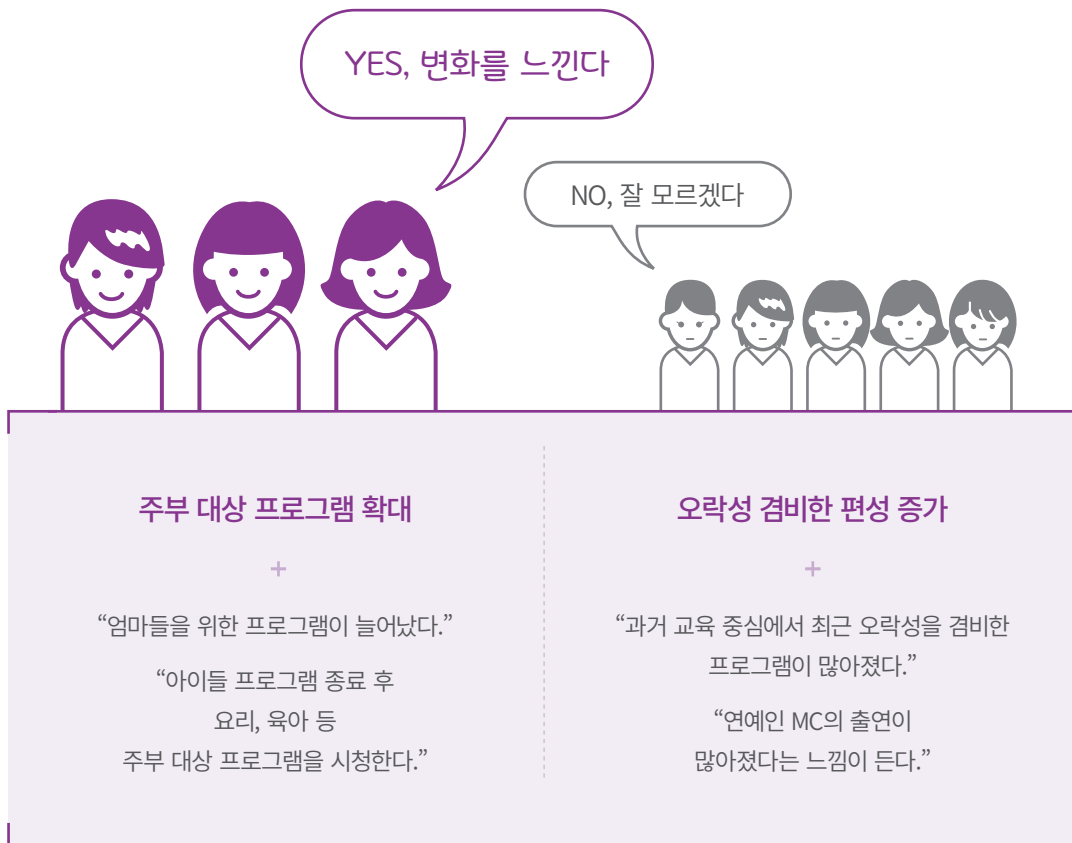 YES, 변화를 느낀다
NO, 잘 모르겠다
주부 대상 프로그램 확대
+
“엄마들을 위한 프로그램이 늘어났다.”
“아이들 프로그램 종료 후
요리, 육아 등
주부 대상 프로그램을 시청한다.”
오락성 겸비한 편성 증가
+
“과거 교육 중심에서 최근 오락성을 겸비한
프로그램이 많아졌다.”
“연예인 MC의 출연이
많아졌다는 느낌이 든다.”